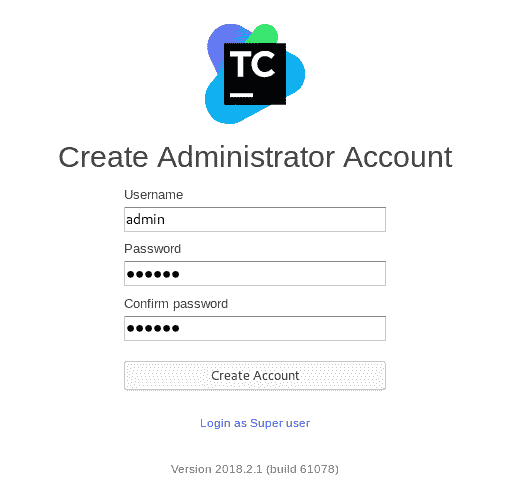 TC
Create Administrator Account
Username
admin
Password
●●●●●●
Confirm password
●●●●●●
Create Account
Login as Super user
Version 2018.2.1 (build 61078)